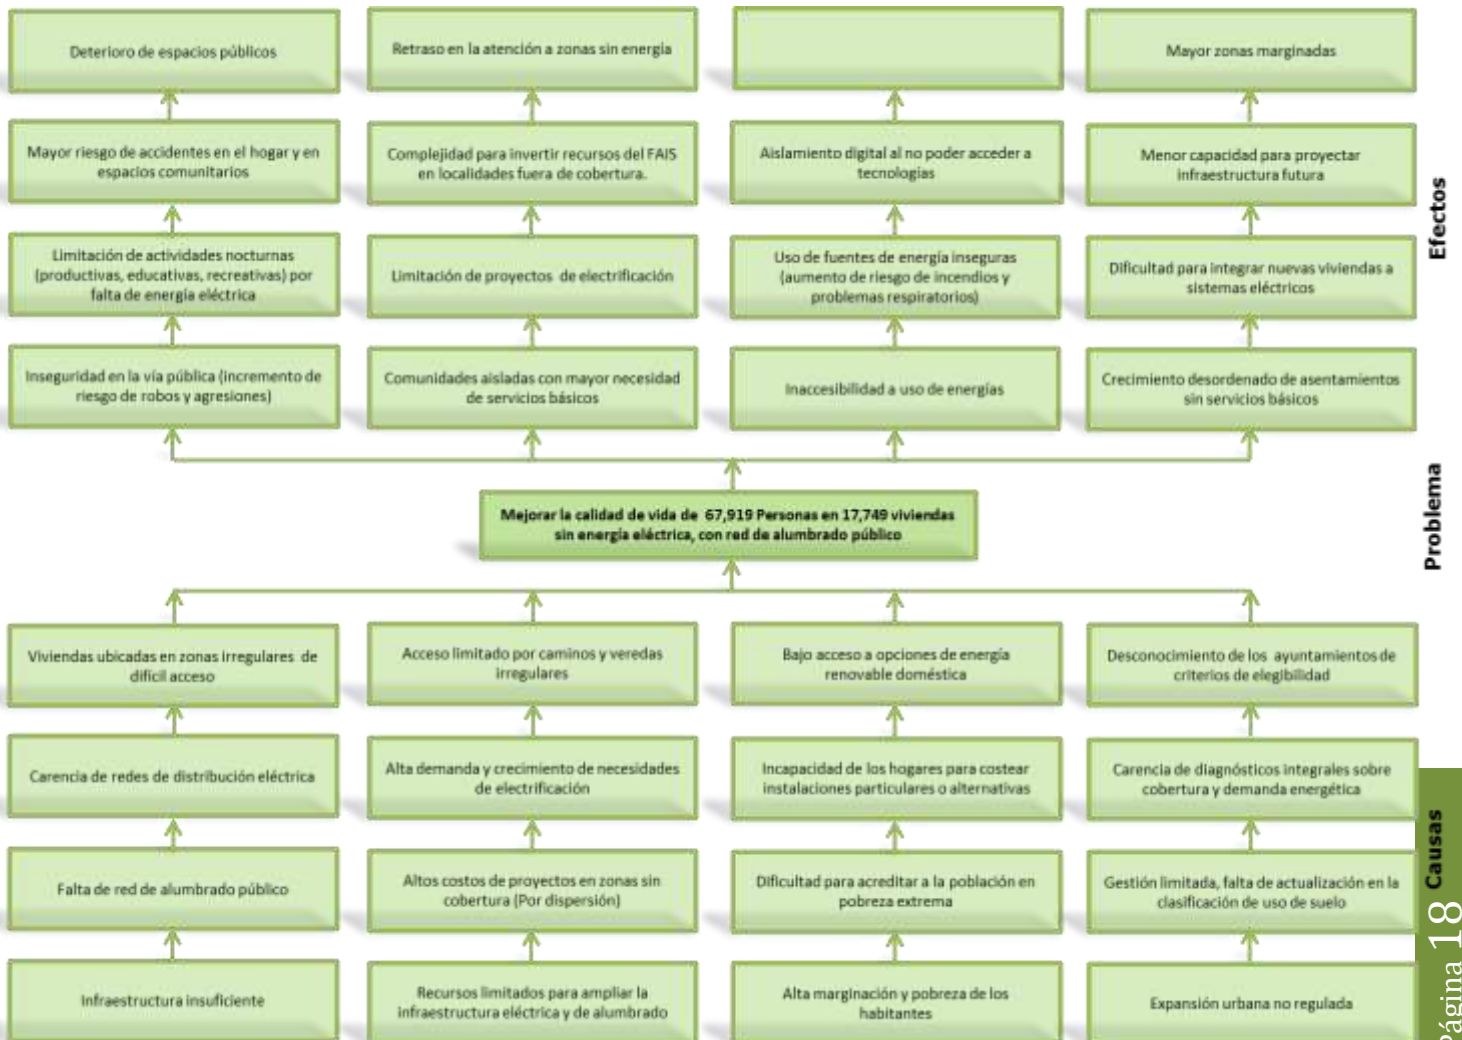 Deterioro de espacios públicos
Retraso en la atención a zonas sin energía
Mayor zonas marginadas
Mayor riesgo de accidentes en el hogar y en
espacios comunitarios
Complejidad para invertir recursos del FAIS
en localidades fuera de cobertura.
Aislamiento digital al no poder acceder a
tecnologías
Menor capacidad para proyectar
infraestructura futura
Limitación de actividades nocturnas
(productivas, educativas, recreativas) por
falta de energía eléctrica
Limitación de proyectos de electrificación
Uso de fuentes de energía inseguras
(aumento de riesgo de incendios y
problemas respiratorios)
Dificultad para integrar nuevas viviendas a
sistemas eléctricos
Efectos
Inseguridad en la vía pública (incremento de
riesgo de robos y agresiones)
Comunidades aisladas con mayor necesidad
de servicios básicos
Inaccesibilidad a uso de energías
Crecimiento desordenado de asentamientos
sin servicios básicos
Mejorar la calidad de vida de 67,919 Personas en 17,749 viviendas
sin energía eléctrica, con red de alumbrado público
Problema
Viviendas ubicadas en zonas irregulares de
difícil acceso
Acceso limitado por caminos y veredas
irregulares
Bajo acceso a opciones de energía
renovable doméstica
Desconocimiento de los ayuntamientos de
criterios de elegibilidad
Carencia de redes de distribución eléctrica
Alta demanda y crecimiento de necesidades
de electrificación
Incapacidad de los hogares para costear
instalaciones particulares o alternativas
Carencia de diagnósticos integrales sobre
cobertura y demanda energética
Falta de red de alumbrado público
Altos costos de proyectos en zonas sin
cobertura (Por dispersión)
Dificultad para acreditar a la población en
pobreza extrema
Gestión limitada, falta de actualización en la
clasificación de uso de suelo
Causas
Infraestructura insuficiente
Recursos limitados para ampliar la
infraestructura eléctrica y de alumbrado
Alta marginación y pobreza de los
habitantes
Expansión urbana no regulada
Página 18